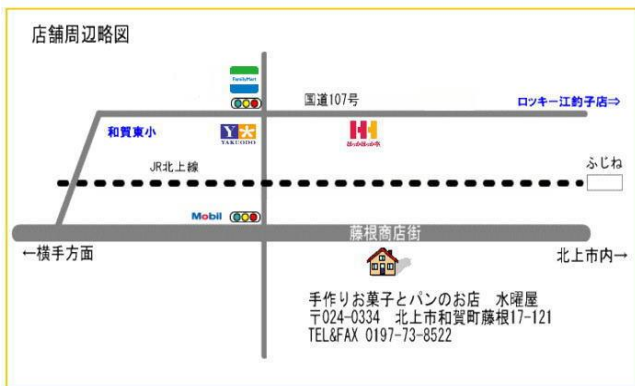 店舗周辺略図
FamilyMart
国道107号
ロッキー江釣子店⇒
和賀東小
YAKUODO
ほっかほっか亭
JR北上線
ふじね
Mobil
藤根商店街
←横手方面
北上市内→
手作りお菓子とパンのお店 水曜屋
〒024-0334 北上市和賀町藤根17-121
TEL&FAX 0197-73-8522